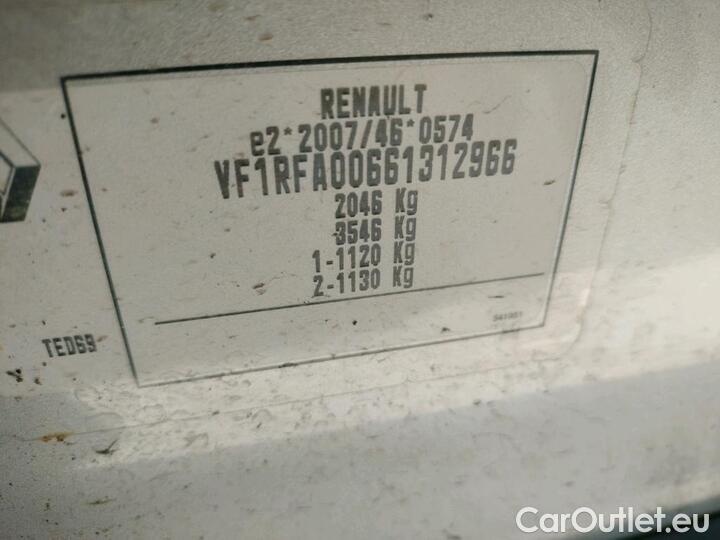 RENAULT
e2*2007/46*0574
VF1RFA00661312966
2046 Kg
3546 Kg
1-1120 Kg
2-1130 Kg
541051
TED69
CarOutlet.eu